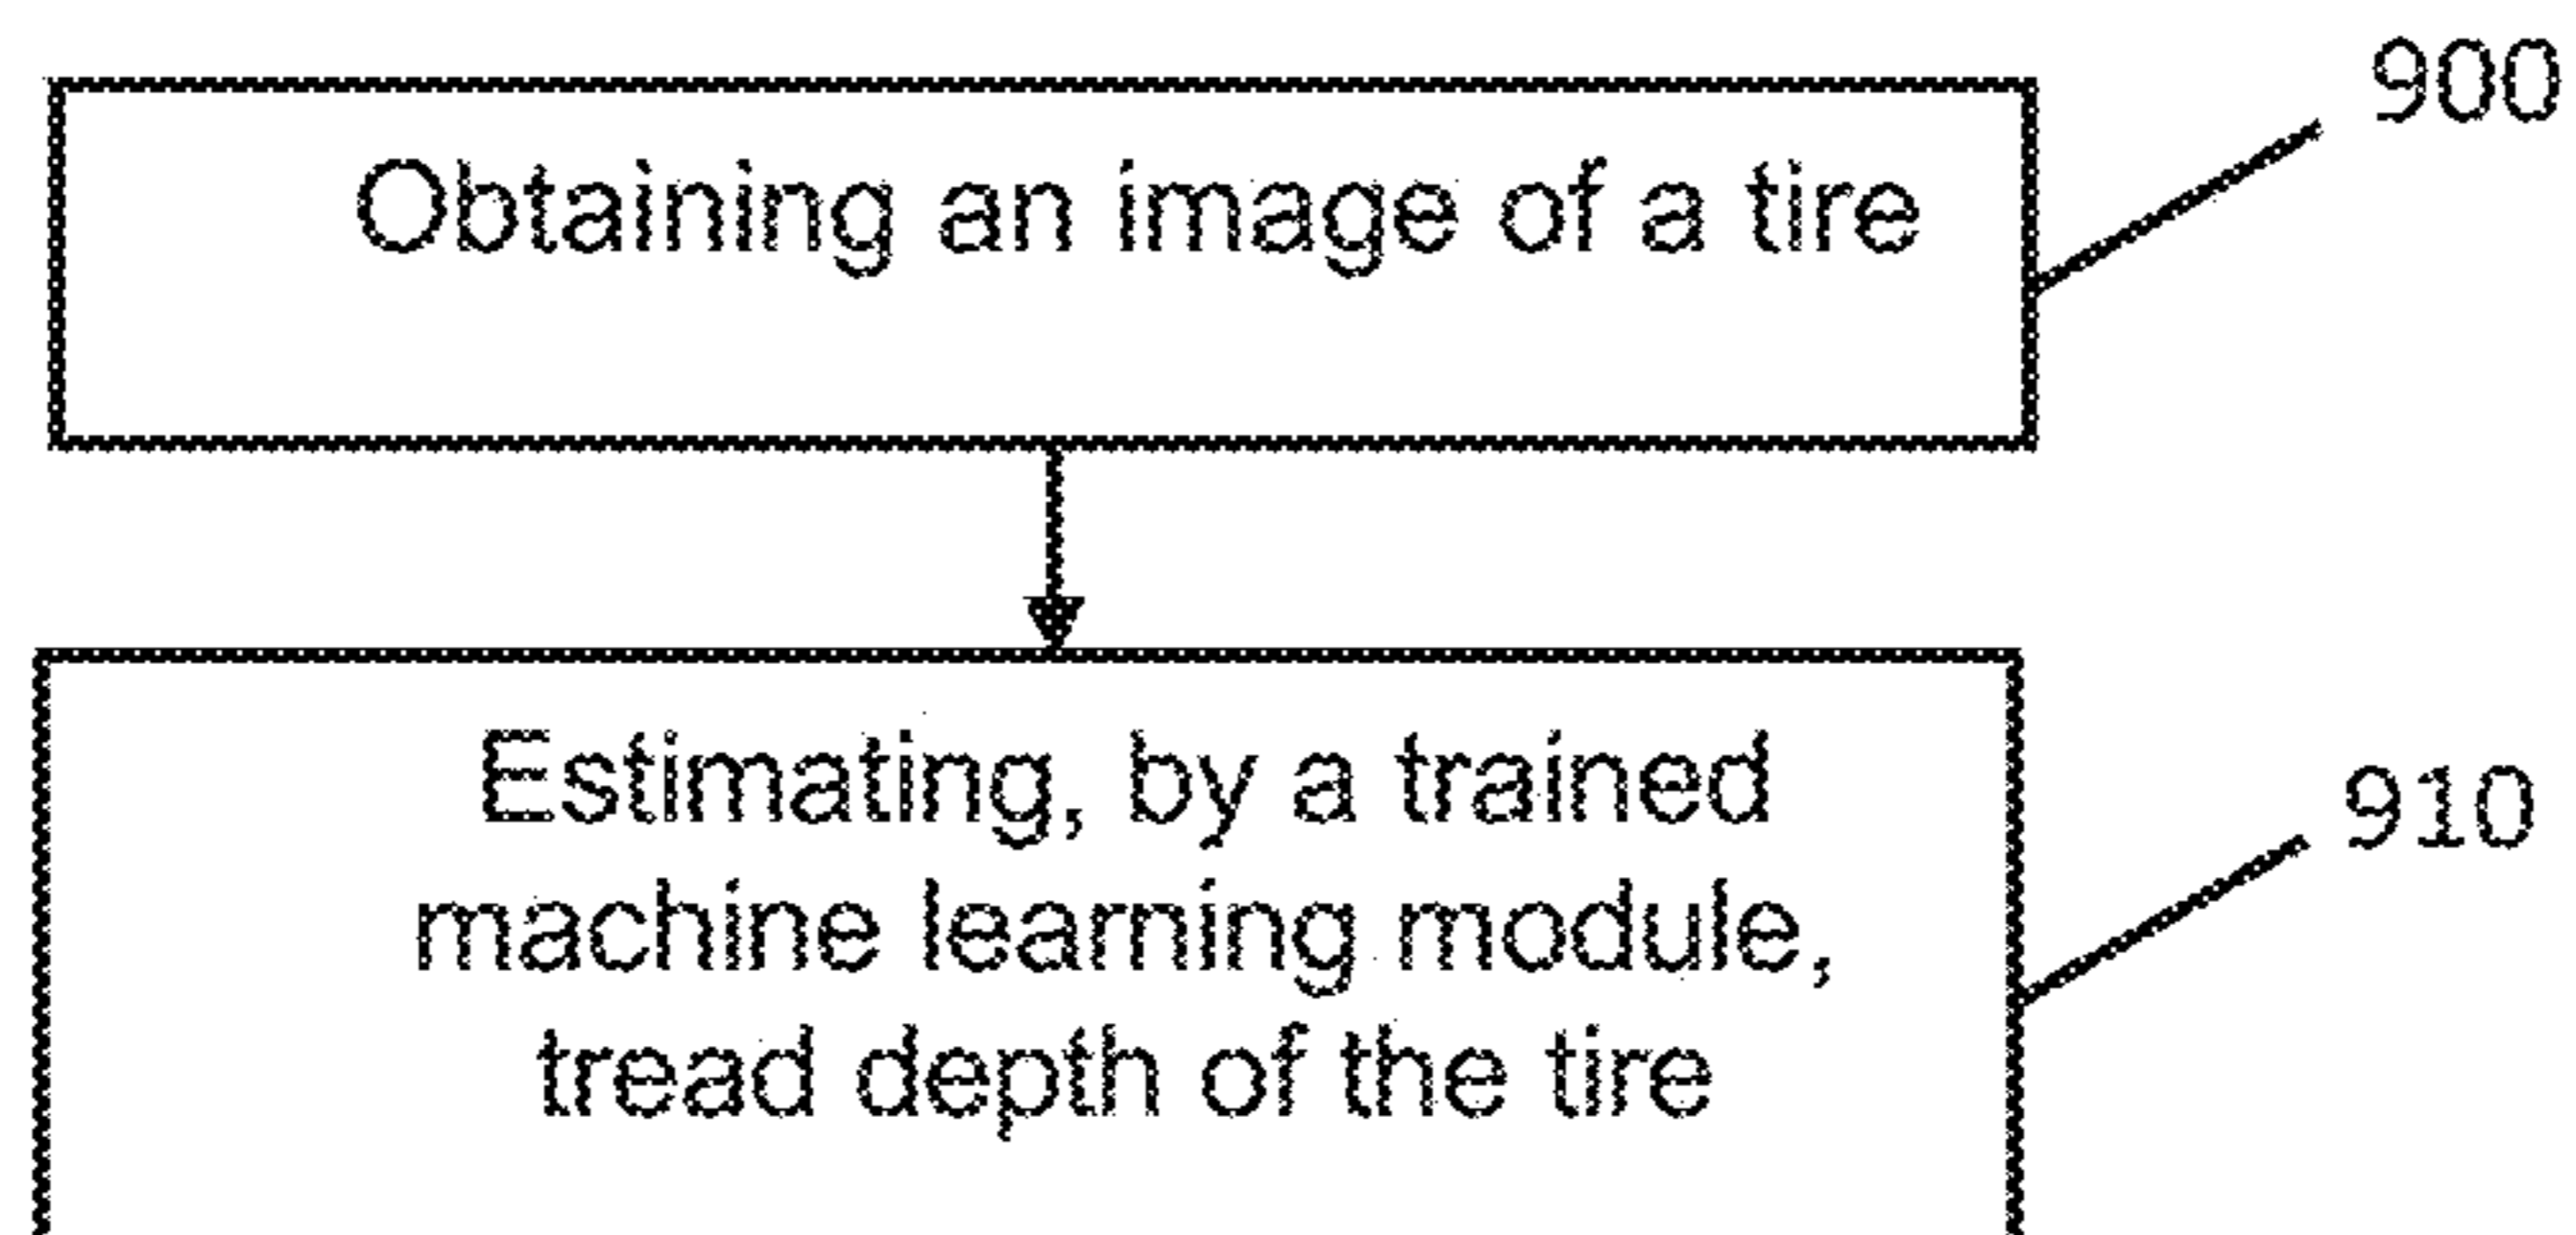 900
Obtaining an image of a tire
Estimating, by a trained
910
machine learning module,
tread depth of the tire